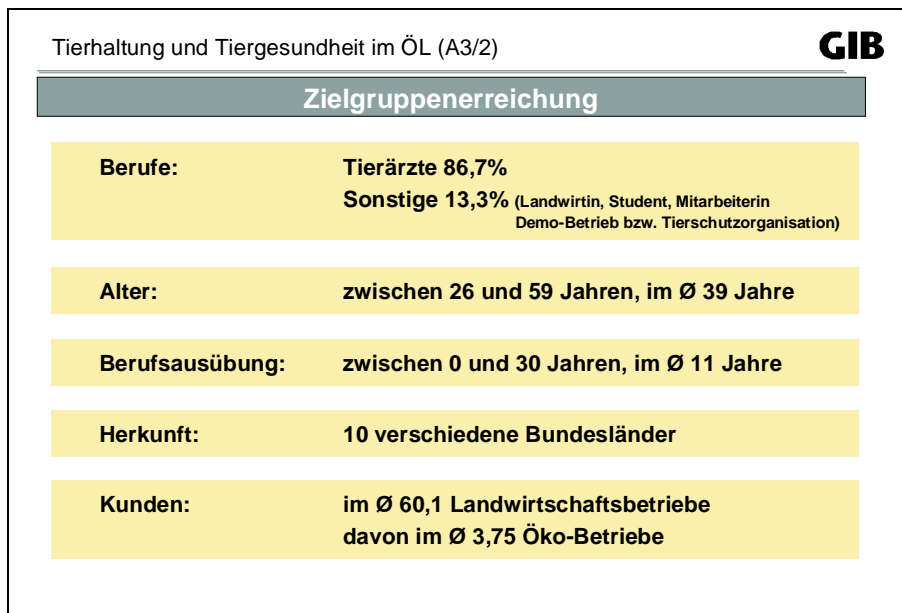 Tierhaltung und Tiergesundheit im ÖL (A3/2)
GIB
Zielgruppenerreichung
Berufe: Tierärzte 86,7%
Sonstige 13,3% (Landwirtin, Student, Mitarbeiterin
Demo-Betrieb bzw. Tierschutzorganisation)
Alter: zwischen 26 und 59 Jahren, im Ø 39 Jahre
Berufsausübung: zwischen 0 und 30 Jahren, im Ø 11 Jahre
Herkunft: 10 verschiedene Bundesländer
Kunden: im Ø 60,1 Landwirtschaftsbetriebe
davon im Ø 3,75 Öko-Betriebe